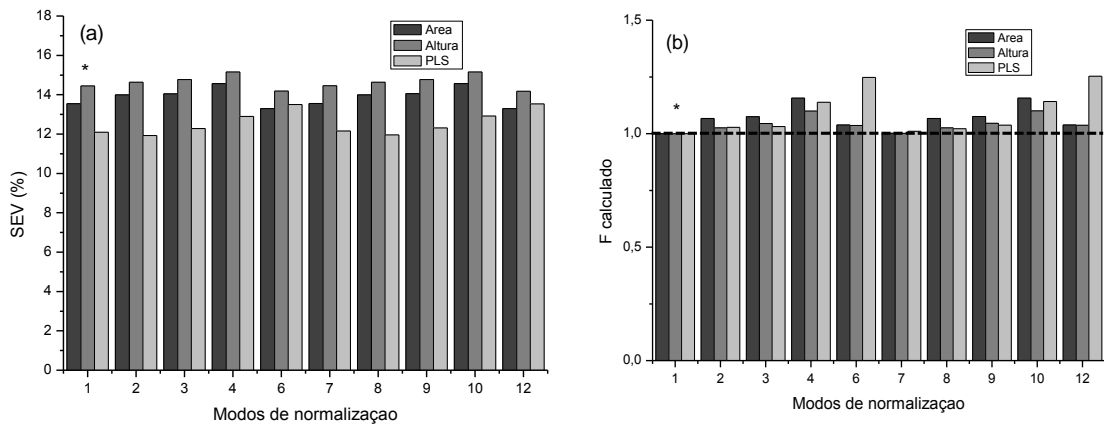 (a)
Area
Altura
PLS
*
18
16
14
12
10
8
6
4
2
0
SEV (%)
1 2 3 4 6 7 8 9 10 12
Modos de normalizaçao
(b)
Area
Altura
PLS
*
1,5
1,0
0,5
0,0
F calculado
1 2 3 4 6 7 8 9 10 12
Modos de normalizaçao